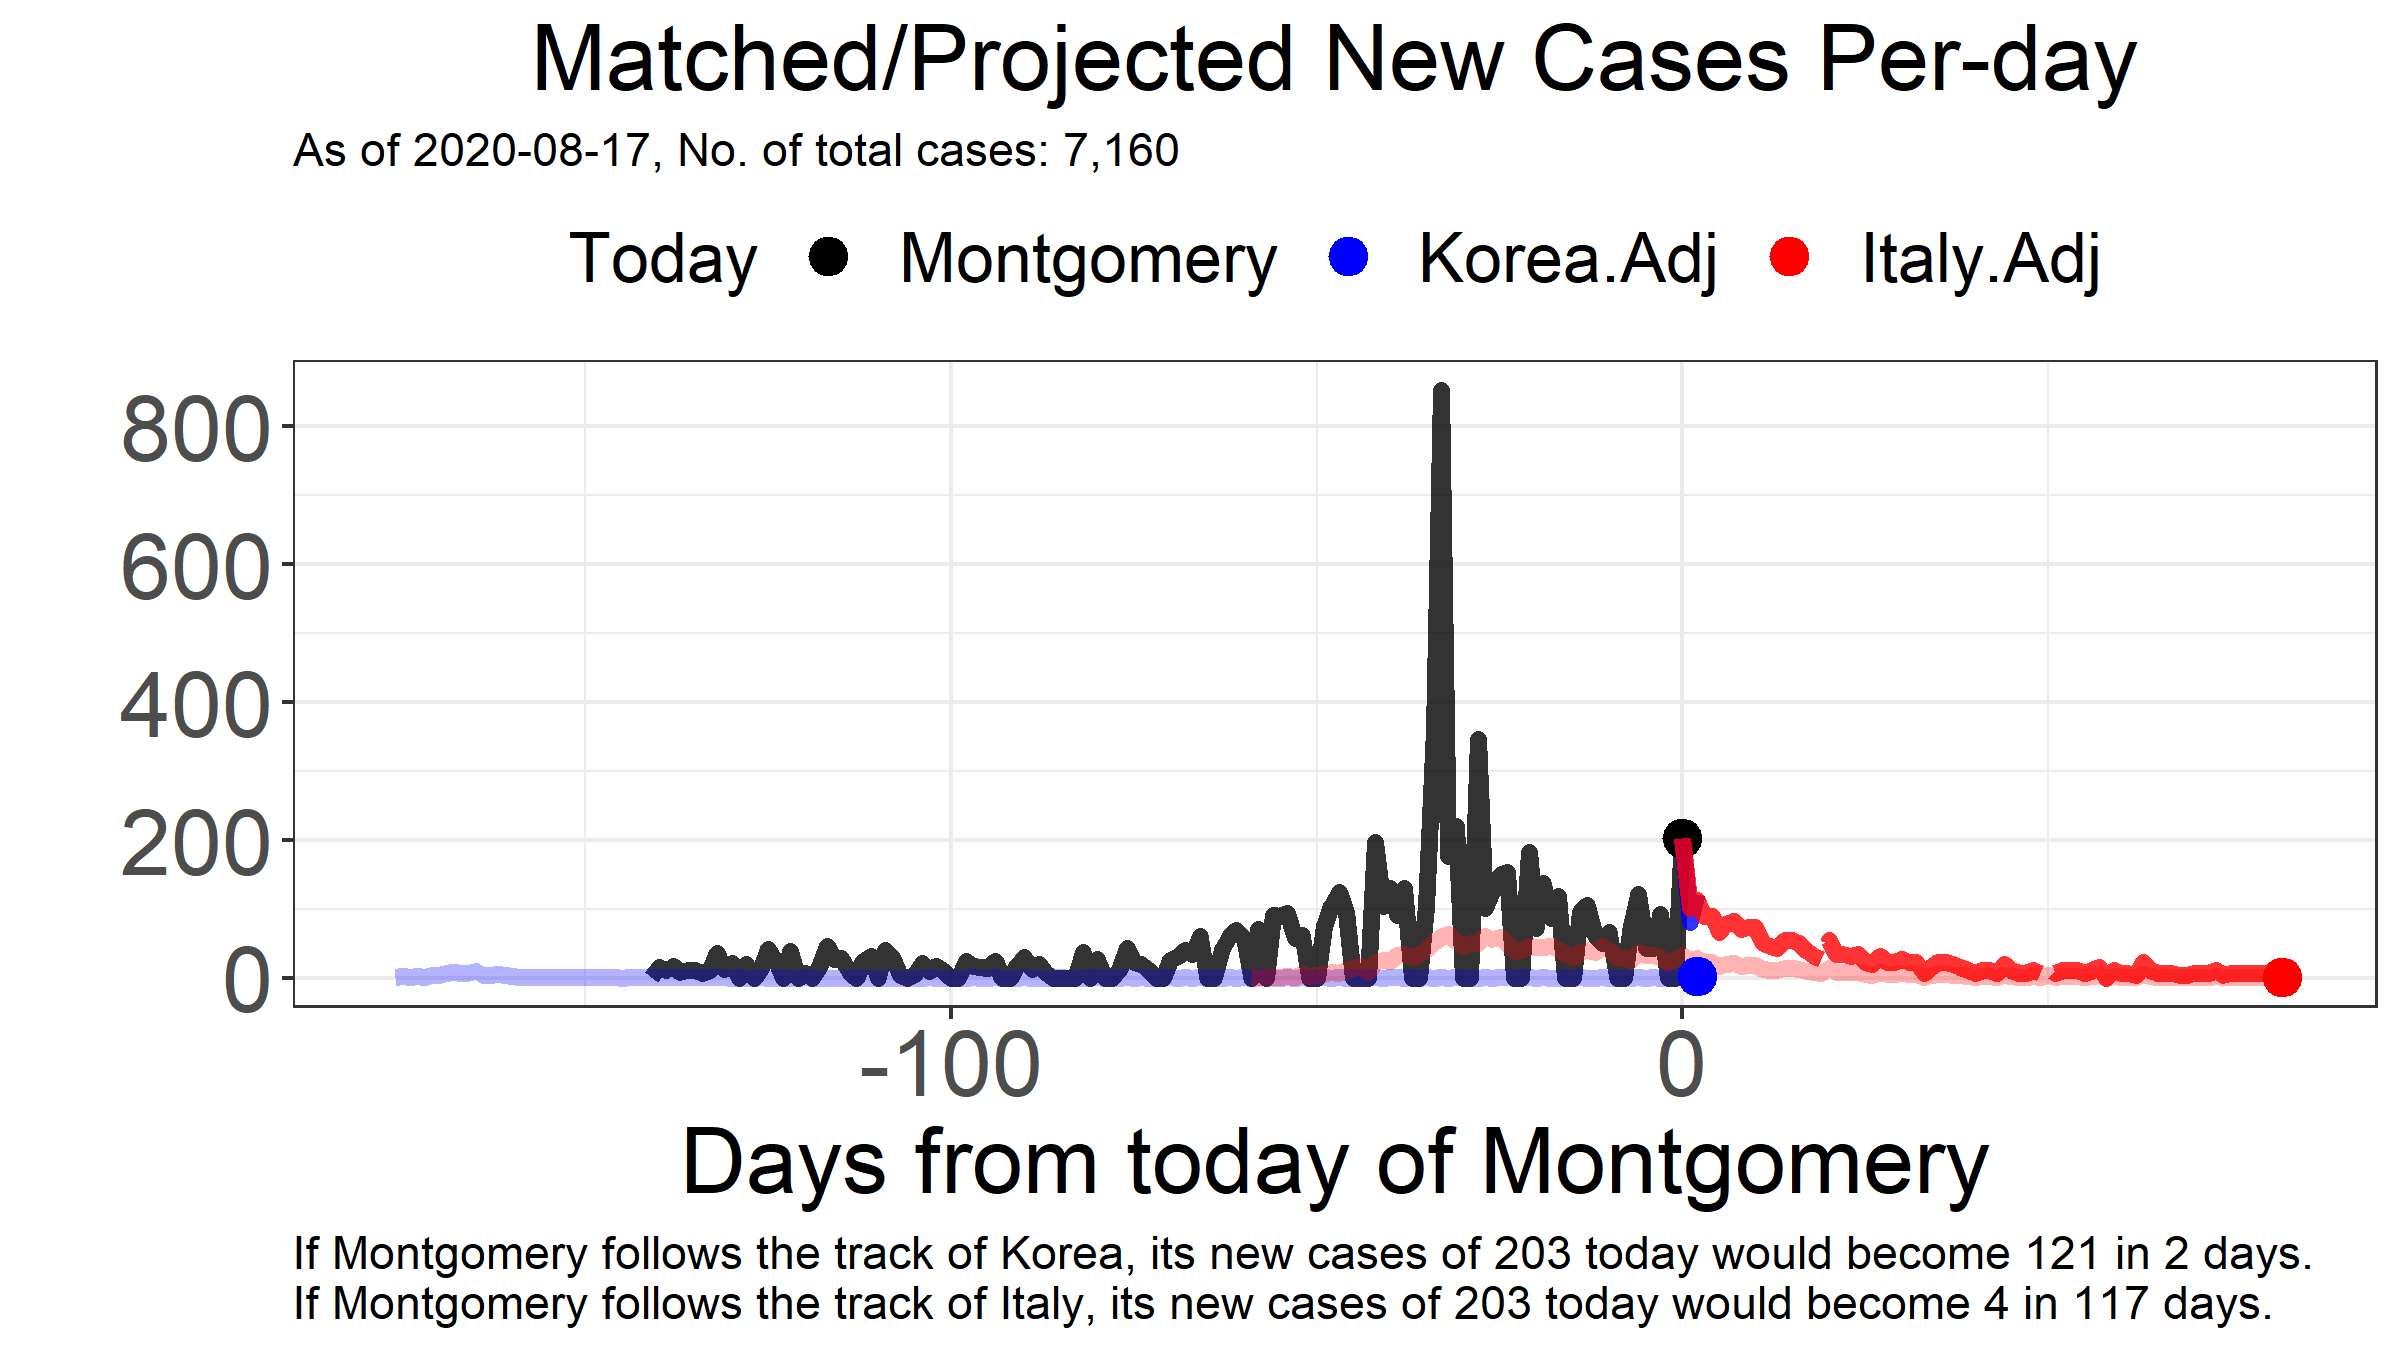 Matched/Projected New Cases Per-day
As of 2020-08-17, No. of total cases: 7,160
Today Montgomery Korea.Adj Italy.Adj
800
600
400
200
0
-100 0
Days from today of Montgomery
If Montgomery follows the track of Korea, its new cases of 203 today would become 121 in 2 days.
If Montgomery follows the track of Italy, its new cases of 203 today would become 4 in 117 days.